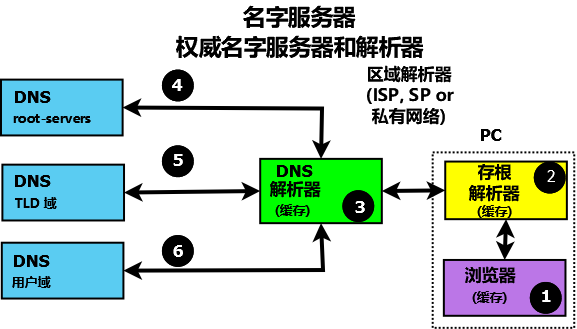 名字服务器
权威名字服务器和解析器
区域解析器
(ISP, SP or
私有网络)
PC
4
DNS
root-servers
5
DNS
TLD 域
6
DNS
用户域
DNS
解析器
(缓存)
3
存根
解析器
(缓存)
2
浏览器
(缓存)
1